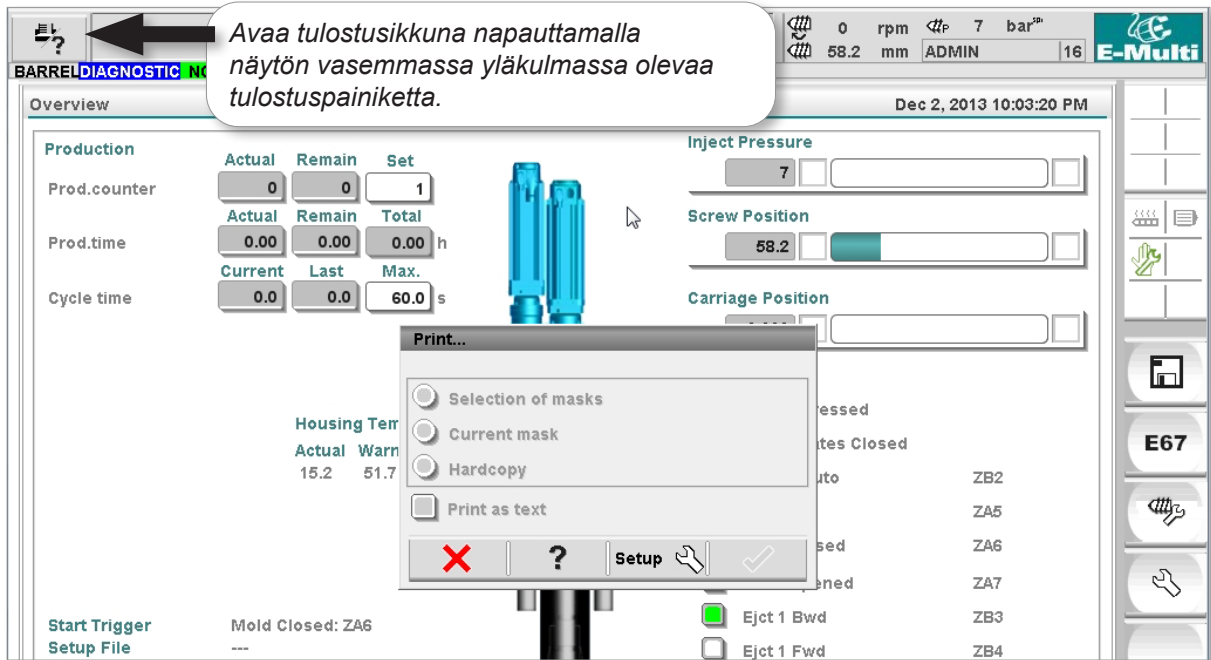 ?
Avaa tulostusikkuna napauttamalla
näytön vasemmassa yläkulmassa olevaa
tulostuspainiketta.
0 rpm P 7 bar
58.2 mm ADMIN 16
E-Multi
BARREL DIAGNOSTIC
Overview Dec 2, 2013 10:03:20 PM
Production
Actual Remain Set
Prod.counter 0 0 1
Actual Remain Total
Prod.time 0.00 0.00 0.00 h
Current Last Max.
Cycle time 0.0 0.0 60.0 s
Inject Pressure
7
Screw Position
58.2
Carriage Position
Print...
Selection of masks
Current mask
Hardcopy
Print as text
? Setup
Housing
Actual
15.2 51.7
Closed
ZB2
ZA5
ZA6
ZA7
Ejct 1 Bwd ZB3
Ejct 1 Fwd ZB4
Start Trigger Mold Closed: ZA6
Setup File ---
E67